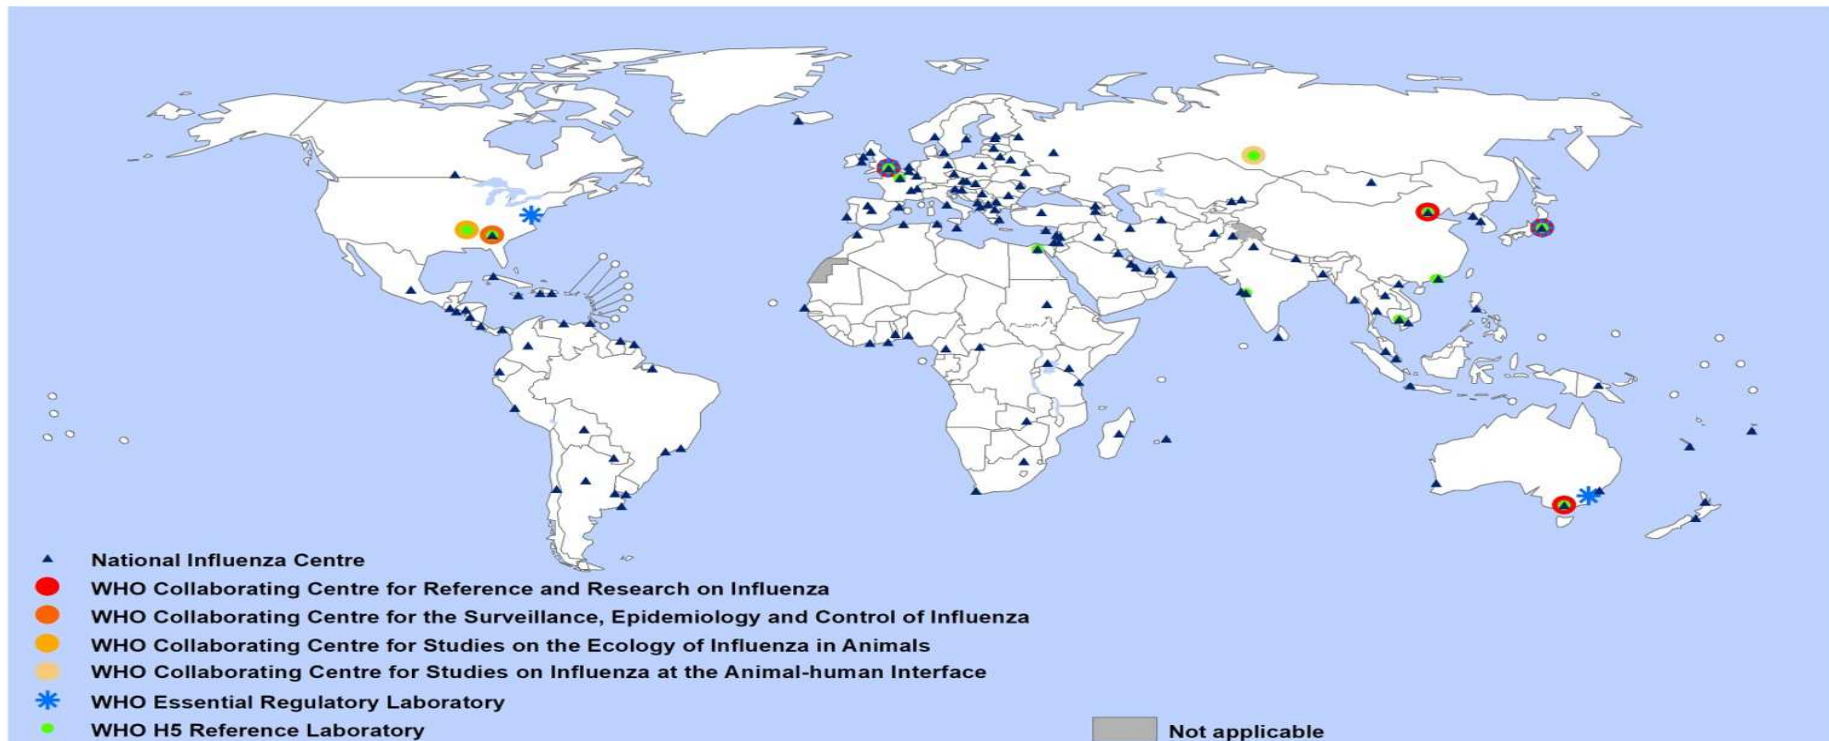 National Influenza Centre
WHO Collaborating Centre for Reference and Research on Influenza
WHO Collaborating Centre for the Surveillance, Epidemiology and Control of Influenza
WHO Collaborating Centre for Studies on the Ecology of Influenza in Animals
WHO Collaborating Centre for Studies on Influenza at the Animal-human Interface
WHO Essential Regulatory Laboratory
WHO H5 Reference Laboratory
Not applicable